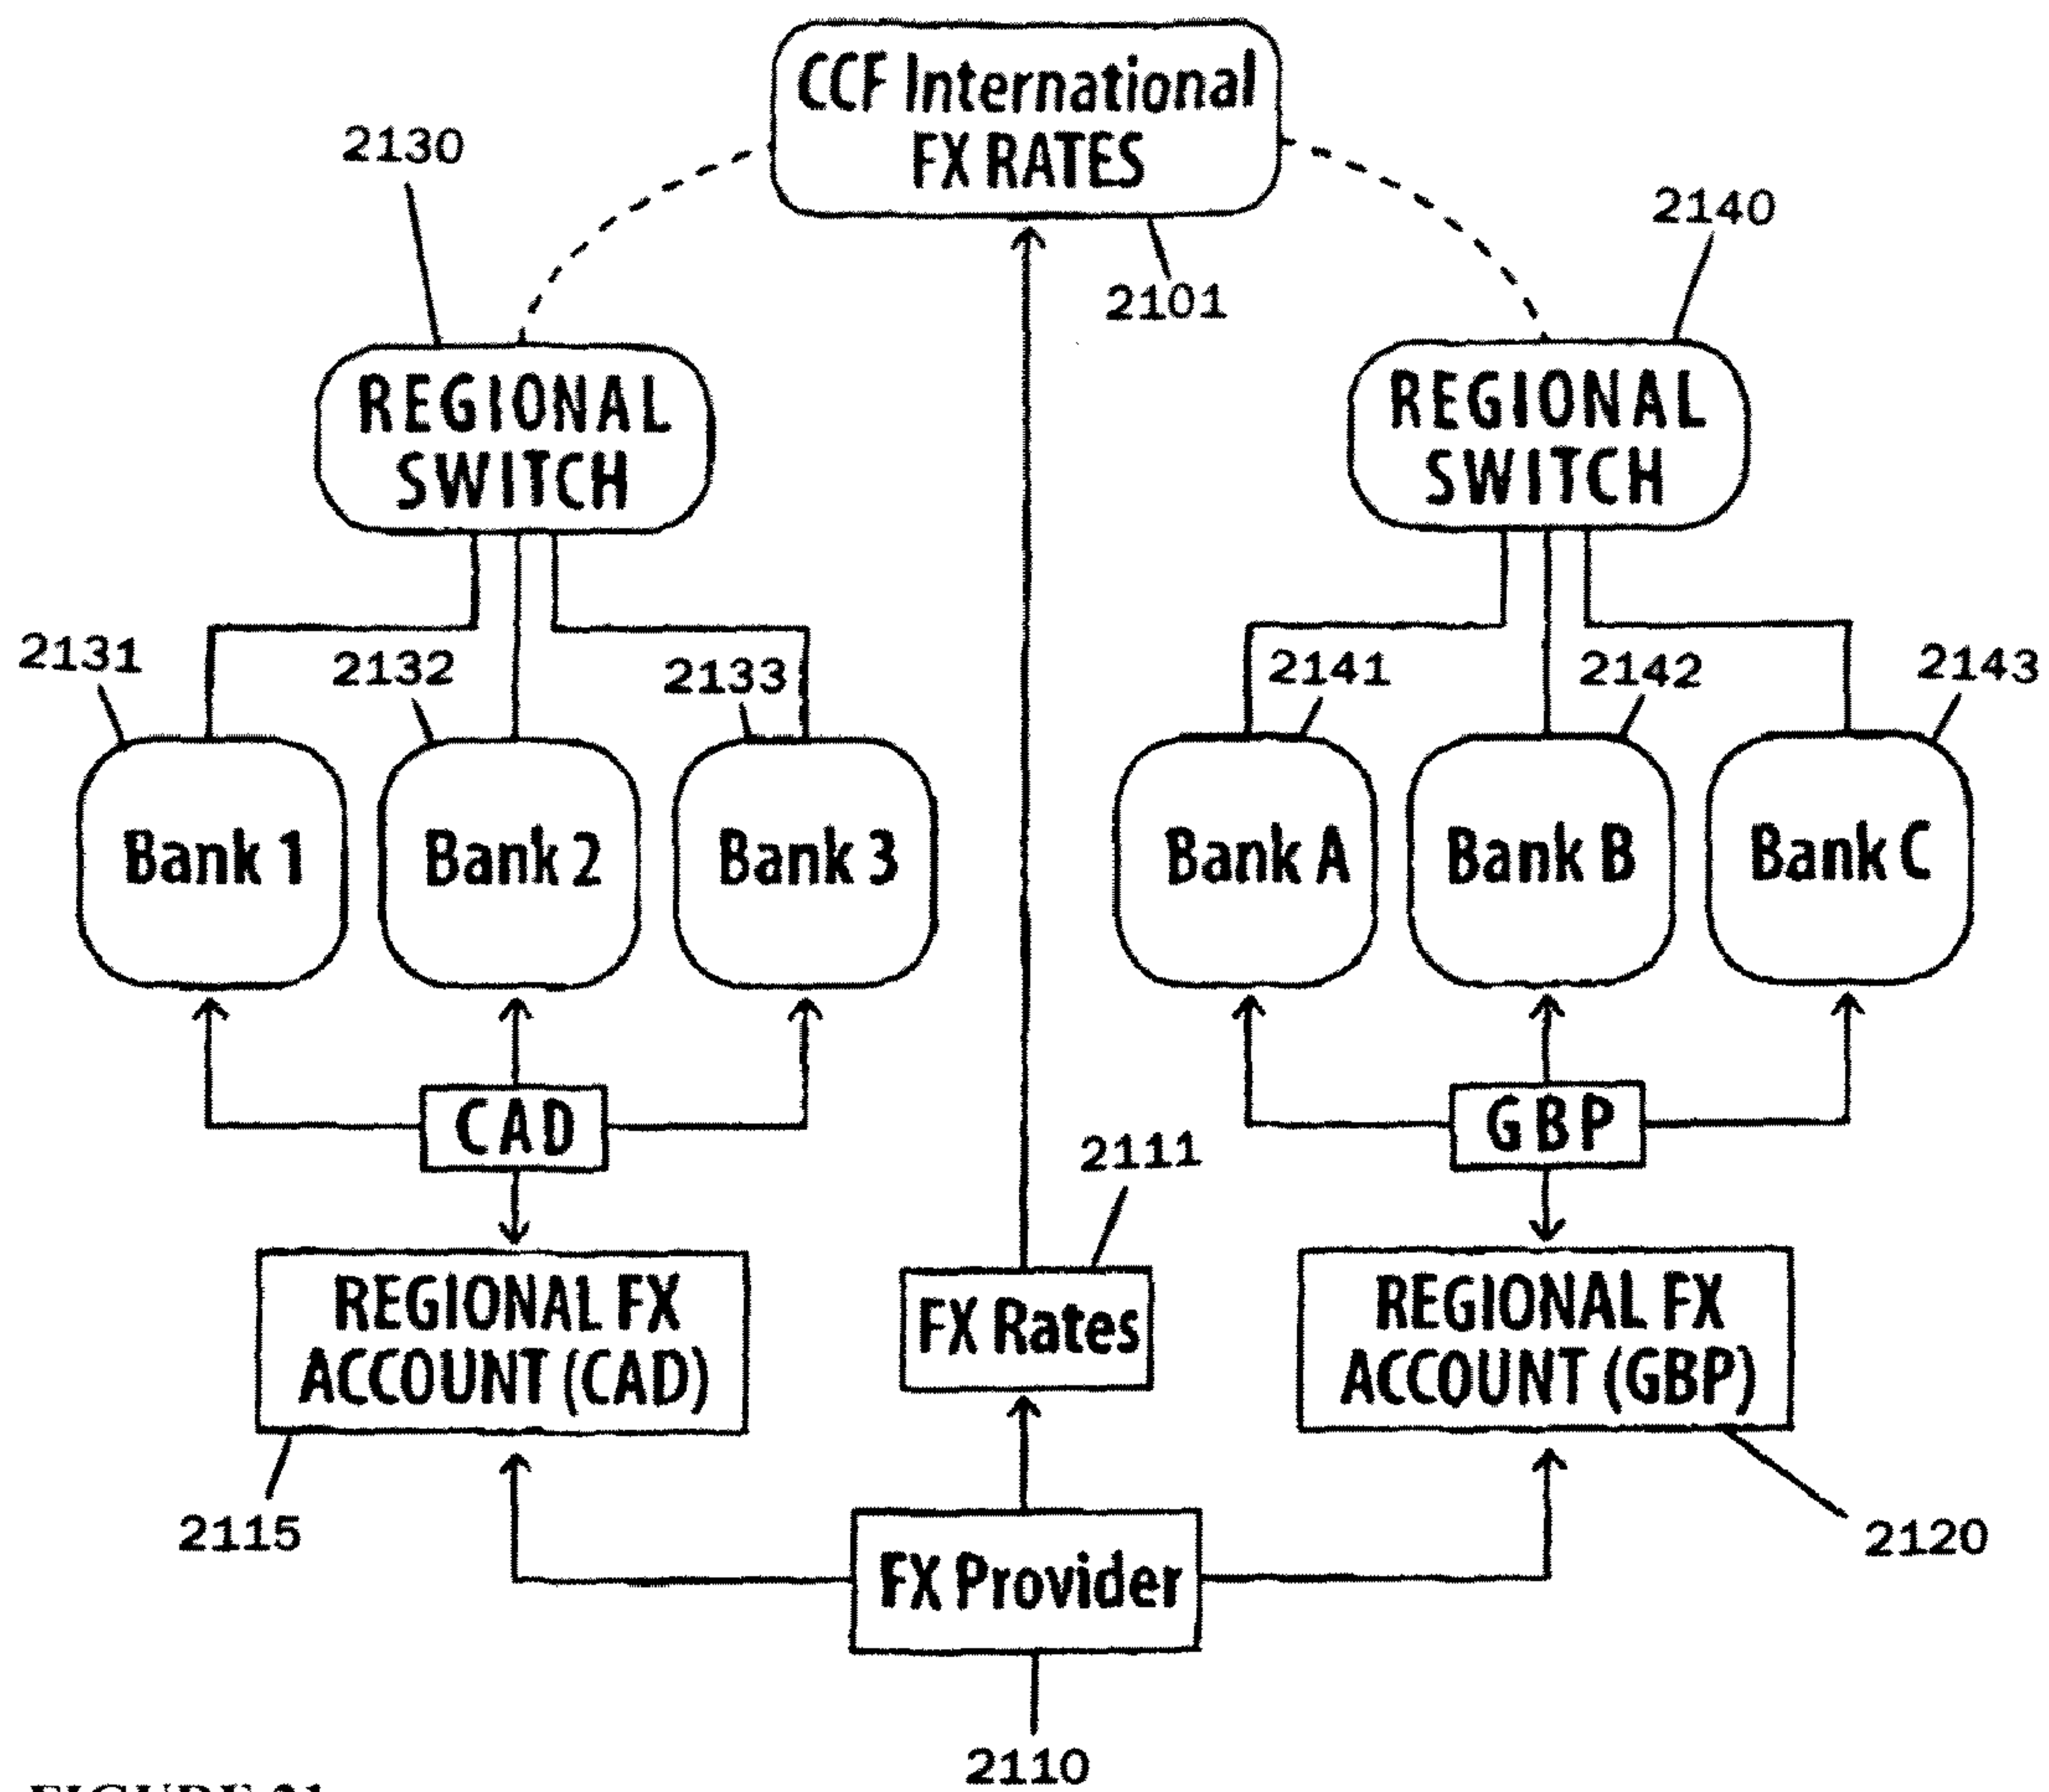 CCF International
FX RATES
2130
2140
2101
REGIONAL
SWITCH
REGIONAL
SWITCH
2131
2132
2133
2141
2142
2143
Bank 1
Bank 2
Bank 3
Bank A
Bank B
Bank C
CAD
GBP
2111
REGIONAL FX
ACCOUNT (CAD)
FX Rates
REGIONAL FX
ACCOUNT (GBP)
2115
2120
FX Provider
2110
FIGURE 21